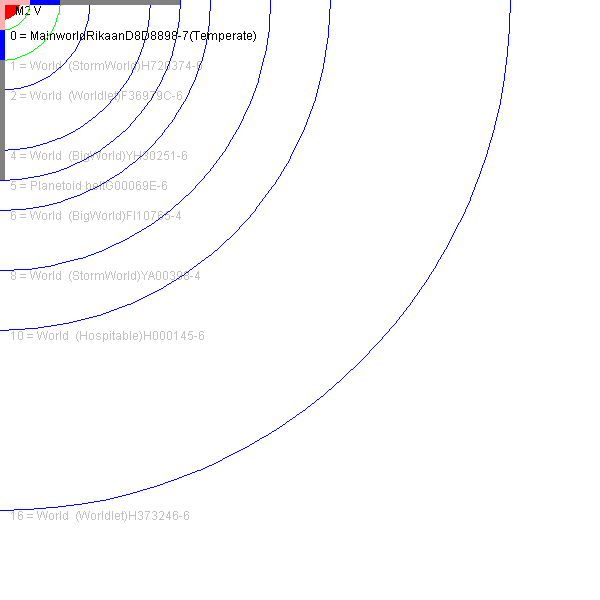 M2 V
0 = MainworldRikaanD8D8898-7(Temperate)
1 = World (StormWorld)H720374-6
2 = World (Worldlet)F36979C-6
4 = World (BigWorld)YH30251-6
5 = Planetoid beltG00069E-6
6 = World (BigWorld)FI10765-4
8 = World (StormWorld)YA00390-4
10 = World (Hospitable)H000145-6
16 = World (Worldlet)H373246-6